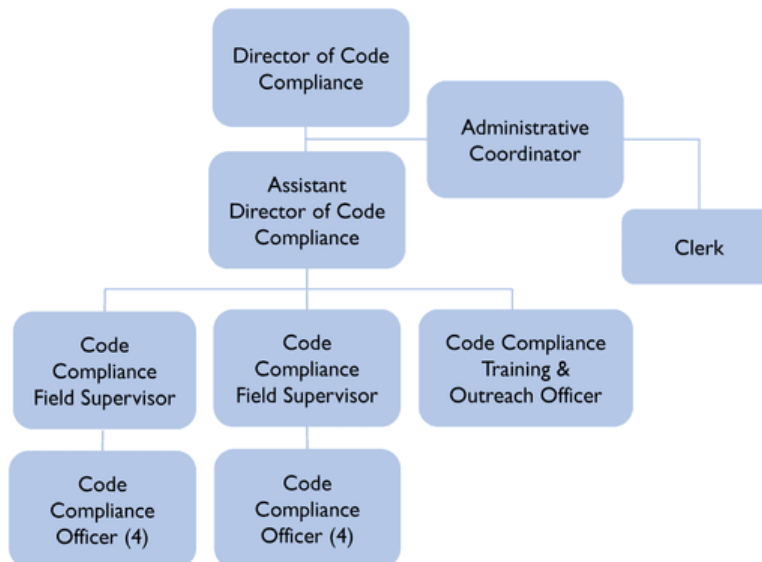 Director of Code
Compliance
Administrative
Coordinator
Assistant
Director of Code
Compliance
Clerk
Code
Compliance
Field Supervisor
Code
Compliance
Field Supervisor
Code Compliance
Training &
Outreach Officer
Code
Compliance
Officer (4)
Code
Compliance
Officer (4)